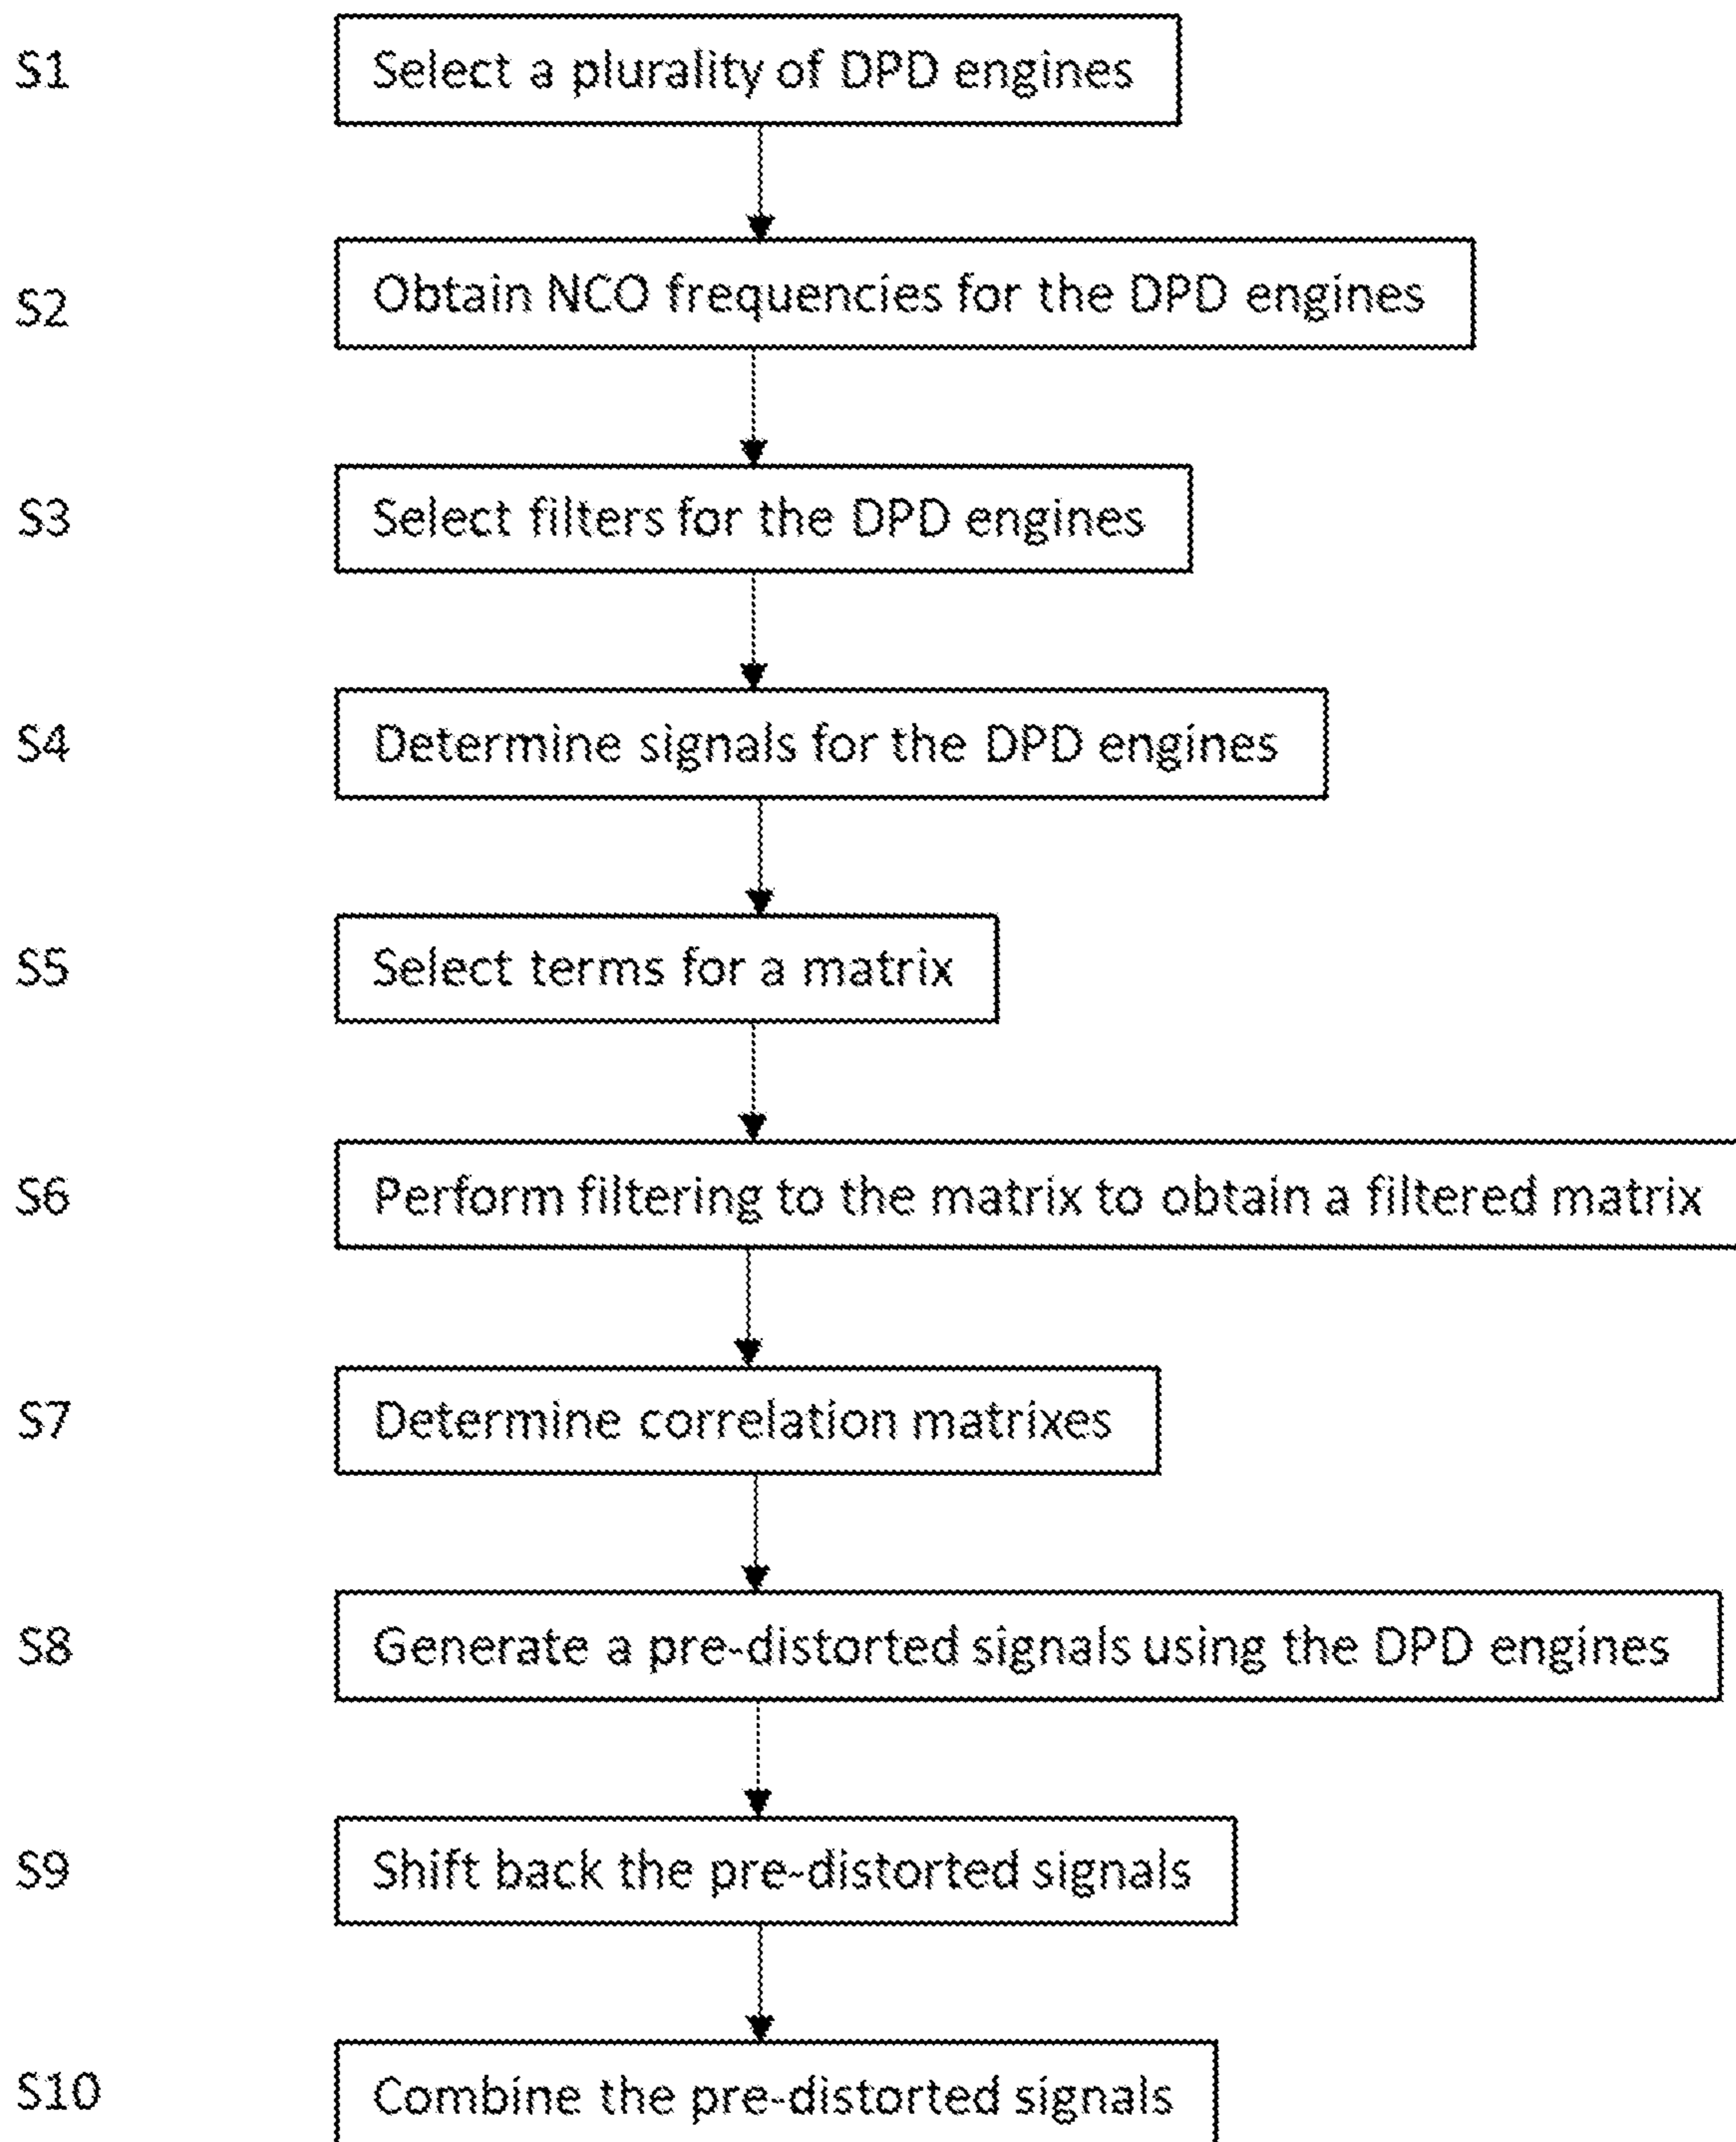 S1 Select a plurality of DPD engines
S2 Obtain NCO frequencies for the DPD engines
S3 Select filters for the DPD engines
S4 Determine signals for the DPD engines
S5 Select terms for a matrix
S6 Perform filtering to the matrix to obtain a filtered matrix
S7 Determine correlation matrixes
S8 Generate a pre-distorted signals using the DPD engines
S9 Shift back the pre-distorted signals
S10 Combine the pre-distorted signals